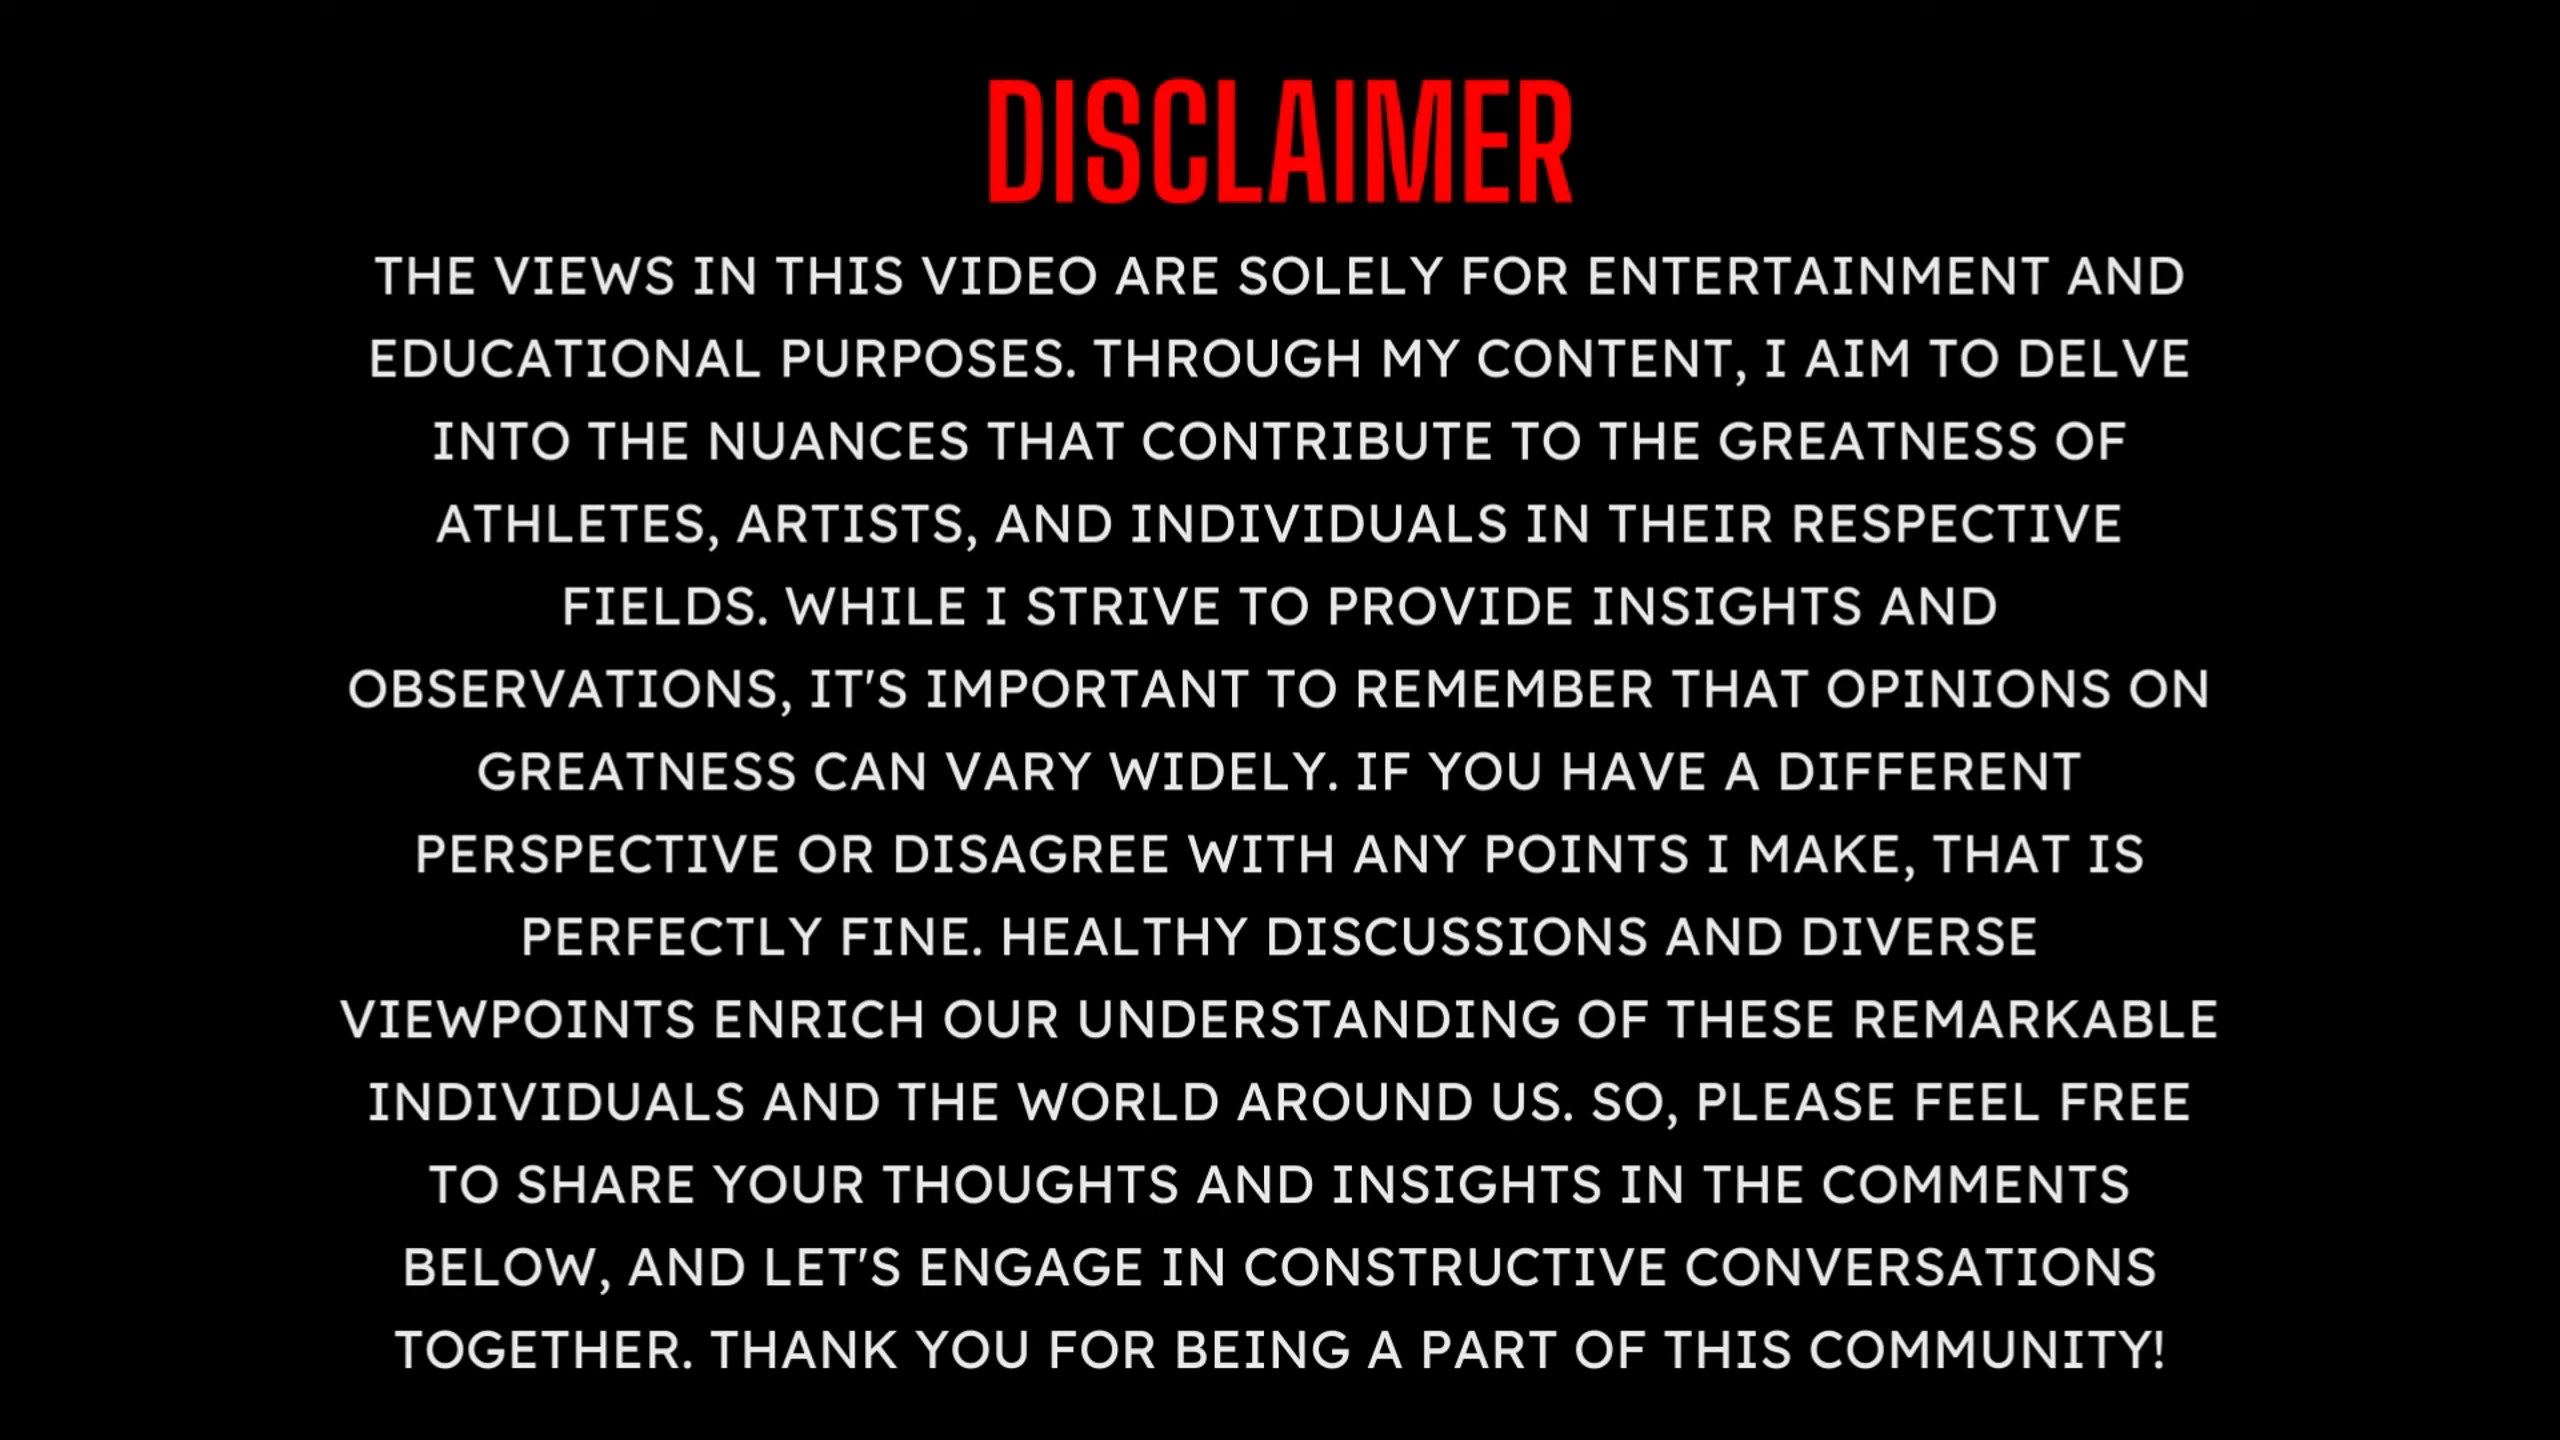 DISCLAIMER
THE VIEWS IN THIS VIDEO ARE SOLELY FOR ENTERTAINMENT AND
EDUCATIONAL PURPOSES. THROUGH MY CONTENT, I AIM TO DELVE
INTO THE NUANCES THAT CONTRIBUTE TO THE GREATNESS OF
ATHLETES, ARTISTS, AND INDIVIDUALS IN THEIR RESPECTIVE
FIELDS. WHILE I STRIVE TO PROVIDE INSIGHTS AND
OBSERVATIONS, IT'S IMPORTANT TO REMEMBER THAT OPINIONS ON
GREATNESS CAN VARY WIDELY. IF YOU HAVE A DIFFERENT
PERSPECTIVE OR DISAGREE WITH ANY POINTS I MAKE, THAT IS
PERFECTLY FINE. HEALTHY DISCUSSIONS AND DIVERSE
VIEWPOINTS ENRICH OUR UNDERSTANDING OF THESE REMARKABLE
INDIVIDUALS AND THE WORLD AROUND US. SO, PLEASE FEEL FREE
TO SHARE YOUR THOUGHTS AND INSIGHTS IN THE COMMENTS
BELOW, AND LET'S ENGAGE IN CONSTRUCTIVE CONVERSATIONS
TOGETHER. THANK YOU FOR BEING A PART OF THIS COMMUNITY!